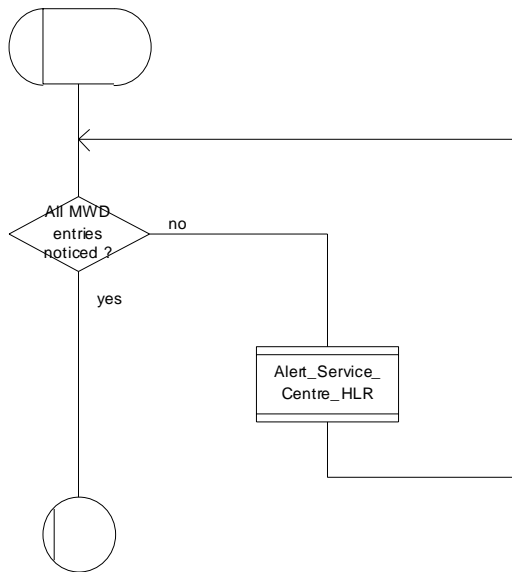 All MWD
entries
noticed ?
no
yes
Alert_Service_
Centre_HLR